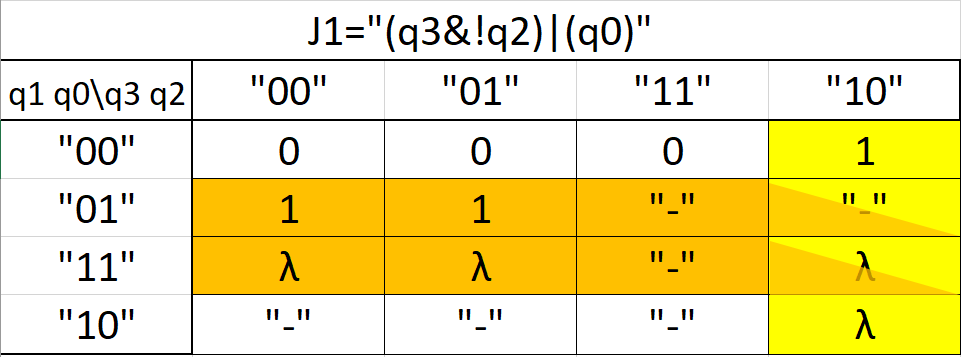 J1="(q3&!q2)|(q0)"
q1 q0\q3 q2 "00" "01" "11" "10"
"00" 0 0 0 1
"01" 1 1 "-" "-"
"11" λ λ "-" λ
"10" "-" "-" "-" λ